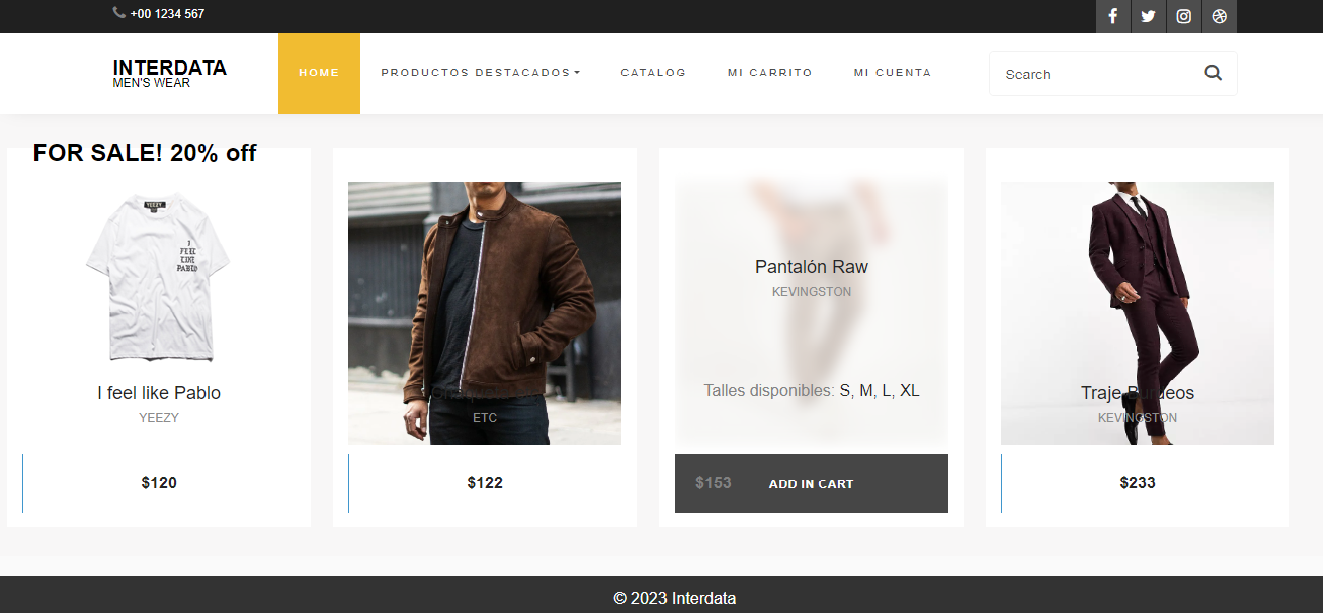 +00 1234 567
INTERDATA
MEN'S WEAR
HOME
PRODUCTOS DESTACADOS
CATALOG
MI CARRITO
MI CUENTA
Search
FOR SALE! 20% off
YEEZY
I
FEEL
LIKE
PABLO
I feel like Pablo
YEEZY
$120
ETC
$122
Pantalón Raw
KEVINGSTON
Talles disponibles: S, M, L, XL
$153 ADD IN CART
Traje Burdeos
KEVINGSTON
$233
© 2023 Interdata